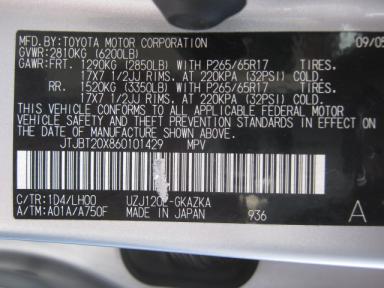 MFD.BY: TOYOTA MOTOR CORPORATION 09/05
GVWR: 2810KG (6200LB)
GAWR: FRT. 1290KG (2850LB) WITH P265/65R17 TIRES.
17X7 1/2JJ RIMS. AT 220KPA (32PSI) COLD.
RR. 1520KG (3350LB) WITH P265/65R17 TIRES.
17X7 1/2JJ RIMS. AT 220KPA (32PSI) COLD.
THIS VEHICLE CONFORMS TO ALL APPLICABLE FEDERAL MOTOR
VEHICLE SAFETY AND THEFT PREVENTION STANDARDS IN
EFFECT ON THE DATE OF MANUFACTURE SHOWN ABOVE.
JTJBT20X860101429 MPV
C/TR: 1D4/LH00 UZJ120L-GKAZKA A
A/TM: A01A/A750F MADE IN JAPAN 936